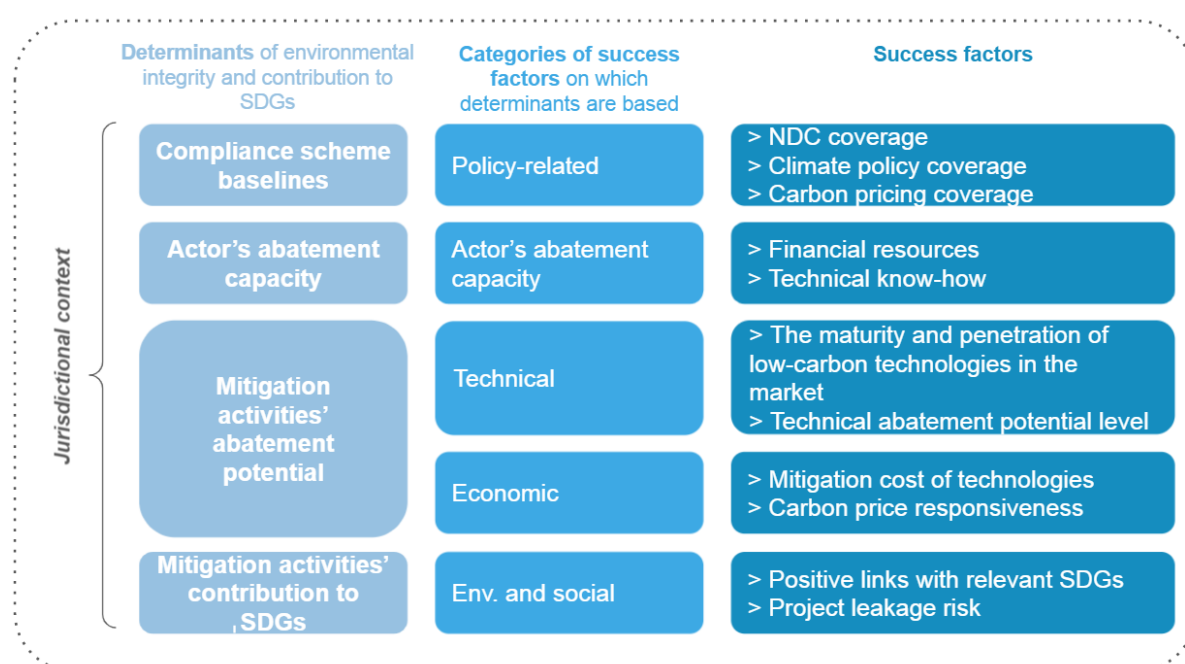 Determinants of environmental
integrity and contribution to
SDGs
Categories of success
factors on which
determinants are based
Success factors
Jurisdictional context
Compliance scheme
baselines
Policy-related
> NDC coverage
> Climate policy coverage
> Carbon pricing coverage
Actor's abatement
capacity
Actor's abatement
capacity
> Financial resources
> Technical know-how
Mitigation
activities'
abatement
potential
Technical
> The maturity and penetration of
low-carbon technologies in the
market
> Technical abatement potential level
Economic
> Mitigation cost of technologies
> Carbon price responsiveness
Mitigation activities'
contribution to
SDGs
Env. and social
> Positive links with relevant SDGs
> Project leakage risk